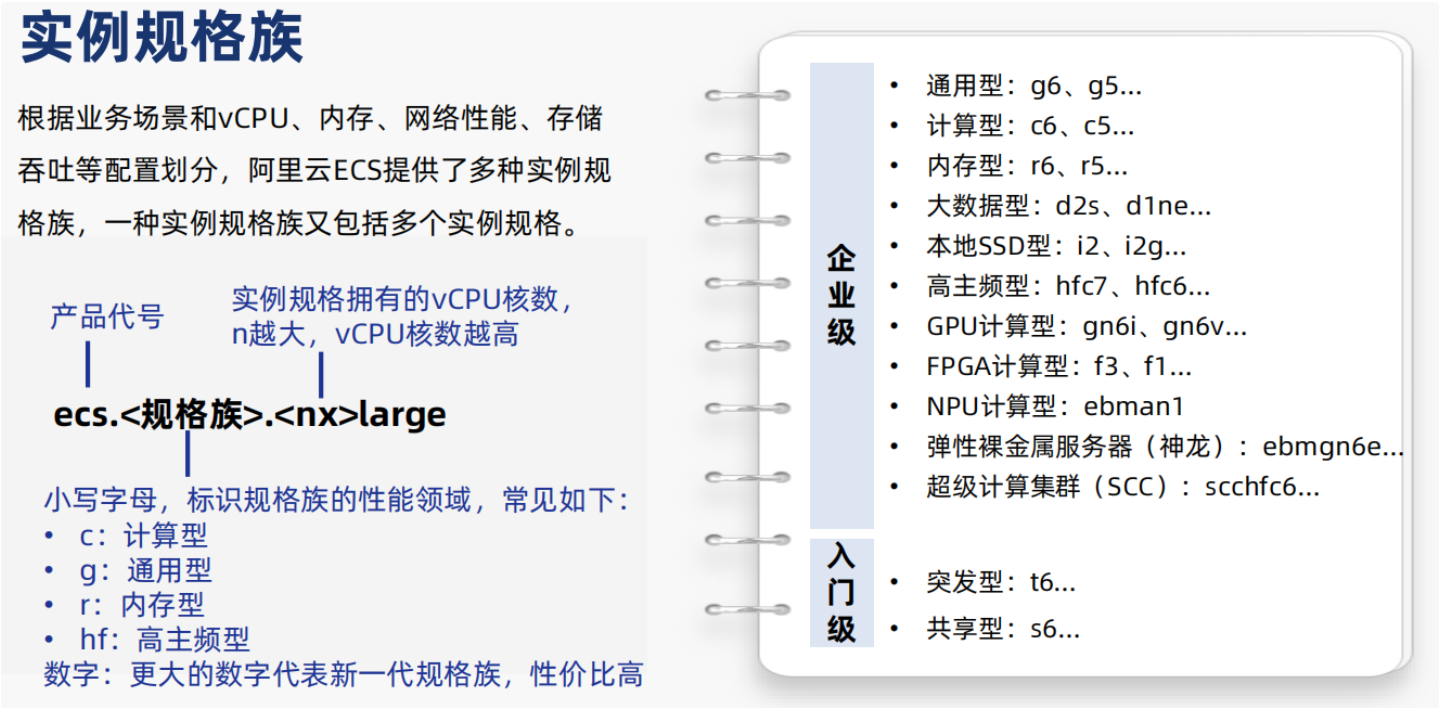 实例规格族
根据业务场景和vCPU、内存、网络性能、存储
吞吐等配置划分，阿里云ECS提供了多种实例规
格族，一种实例规格族又包括多个实例规格。
产品代号
实例规格拥有的vCPU核数，
n越大，vCPU核数越高
ecs.<规格族>.<nx>large
小写字母，标识规格族的性能领域，常见如下：
• c：计算型
• g：通用型
• r：内存型
• hf：高主频型
数字：更大的数字代表新一代规格族，性价比高
企业级
• 通用型：g6、g5...
• 计算型：c6、c5...
• 内存型：r6、r5...
• 大数据型：d2s、d1ne...
• 本地SSD型：i2、i2g...
• 高主频型：hfc7、hfc6...
• GPU计算型：gn6i、gn6v...
• FPGA计算型：f3、f1...
• NPU计算型：ebman1
• 弹性裸金属服务器（神龙）：ebmgn6e...
• 超级计算集群（SCC）：scchfc6...
入门级
• 突发型：t6...
• 共享型：s6...